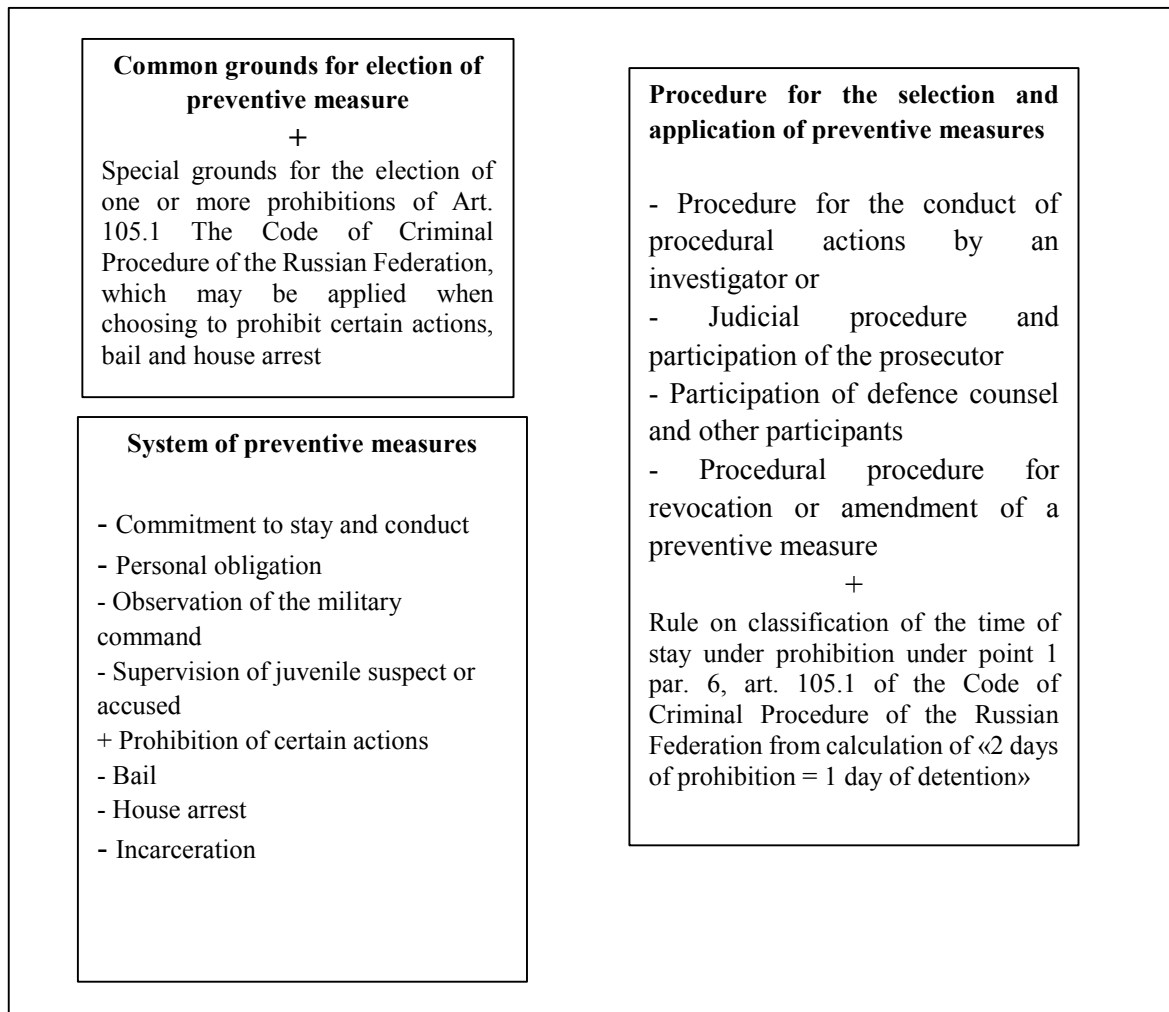 Common grounds for election of
preventive measure
+
Special grounds for the election of
one or more prohibitions of Art.
105.1 The Code of Criminal
Procedure of the Russian Federation,
which may be applied when
choosing to prohibit certain actions,
bail and house arrest
System of preventive measures
- Commitment to stay and conduct
- Personal obligation
- Observation of the military
command
- Supervision of juvenile suspect or
accused
+ Prohibition of certain actions
- Bail
- House arrest
- Incarceration
Procedure for the selection and
application of preventive measures
- Procedure for the conduct of
procedural actions by an
investigator or
- Judicial procedure and
participation of the prosecutor
- Participation of defence counsel
and other participants
- Procedural procedure for
revocation or amendment of a
preventive measure
+
Rule on classification of the time of
stay under prohibition under point 1
par. 6, art. 105.1 of the Code of
Criminal Procedure of the Russian
Federation from calculation of «2 days
of prohibition = 1 day of detention»